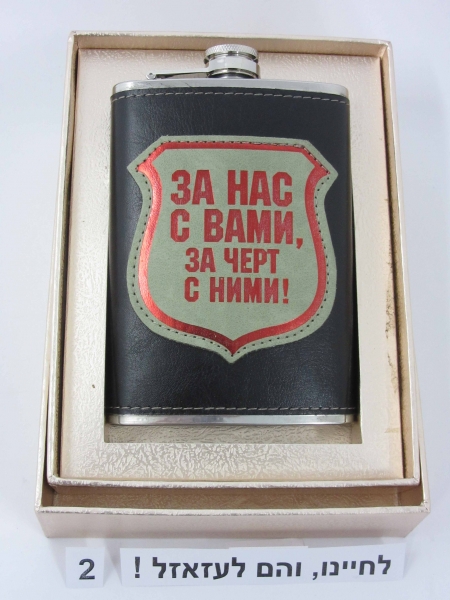 ЗА НАС
С ВАМИ,
ЗА ЧЕРТ
С НИМИ!
2
לחיינו, והם לעזאזל !